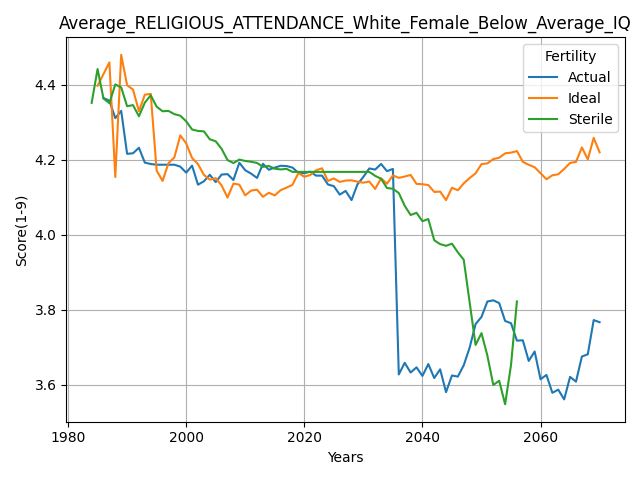 Average_RELIGIOUS_ATTENDANCE_White_Female_Below_Average_IQ
Fertility
Actual
Ideal
Sterile
Score(1-9)
4.4
4.2
4.0
3.8
3.6
1980
2000
2020
2040
2060
Years